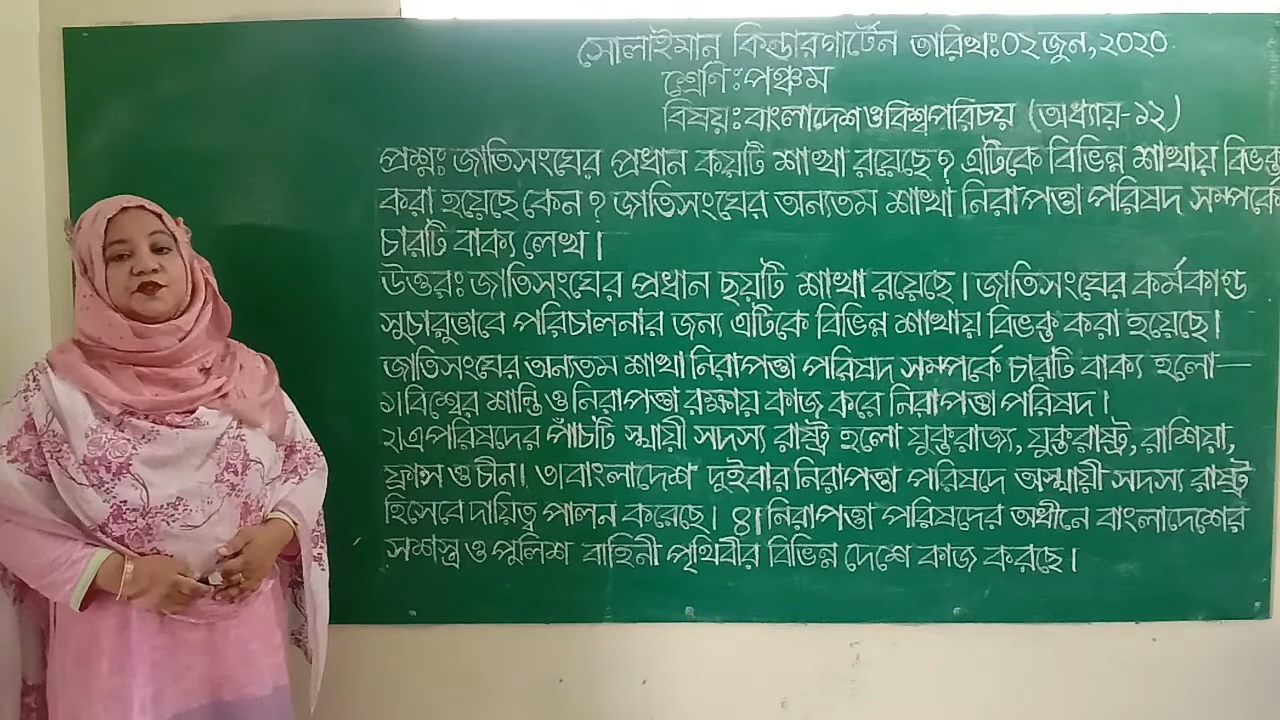 সোলাইমান কিন্ডারগার্টেন তারিখঃ০২জুন,২০২০
শ্রেণিঃপঞ্চম
বিষয়ঃবাংলাদেশওবিশ্বপরিচয় (অধ্যায়-১২)
প্রশ্নঃ জাতিসংঘের প্রধান কয়টি শাখা রয়েছে? এটিকে বিভিন্ন শাখায় বিভক্ত
করা হয়েছে কেন? জাতিসংঘের অন্যতম শাখা নিরাপত্তা পরিষদ সম্পর্কে
চারটি বাক্য লেখ।
উত্তরঃ জাতিসংঘের প্রধান ছয়টি শাখা রয়েছে। জাতিসংঘের কর্মকাণ্ড
সুচারুভাবে পরিচালনার জন্য এটিকে বিভিন্ন শাখায় বিভক্ত করা হয়েছে।
জাতিসংঘের অন্যতম শাখা নিরাপত্তা পরিষদ সম্পর্কে চারটি বাক্য হলো—
১।বিশ্বের শান্তি ও নিরাপত্তা রক্ষায় কাজ করে নিরাপত্তা পরিষদ।
২।এ পরিষদের পাঁচটি স্থায়ী সদস্য রাষ্ট্র হলো যুক্তরাজ্য, যুক্তরাষ্ট্র, রাশিয়া,
ফ্রান্স ও চীন। ৩।বাংলাদেশ দুইবার নিরাপত্তা পরিষদে অস্থায়ী সদস্য রাষ্ট্র
হিসেবে দায়িত্ব পালন করেছে। ৪।নিরাপত্তা পরিষদের অধীনে বাংলাদেশের
সশস্ত্র ও পুলিশ বাহিনী পৃথিবীর বিভিন্ন দেশে কাজ করছে।